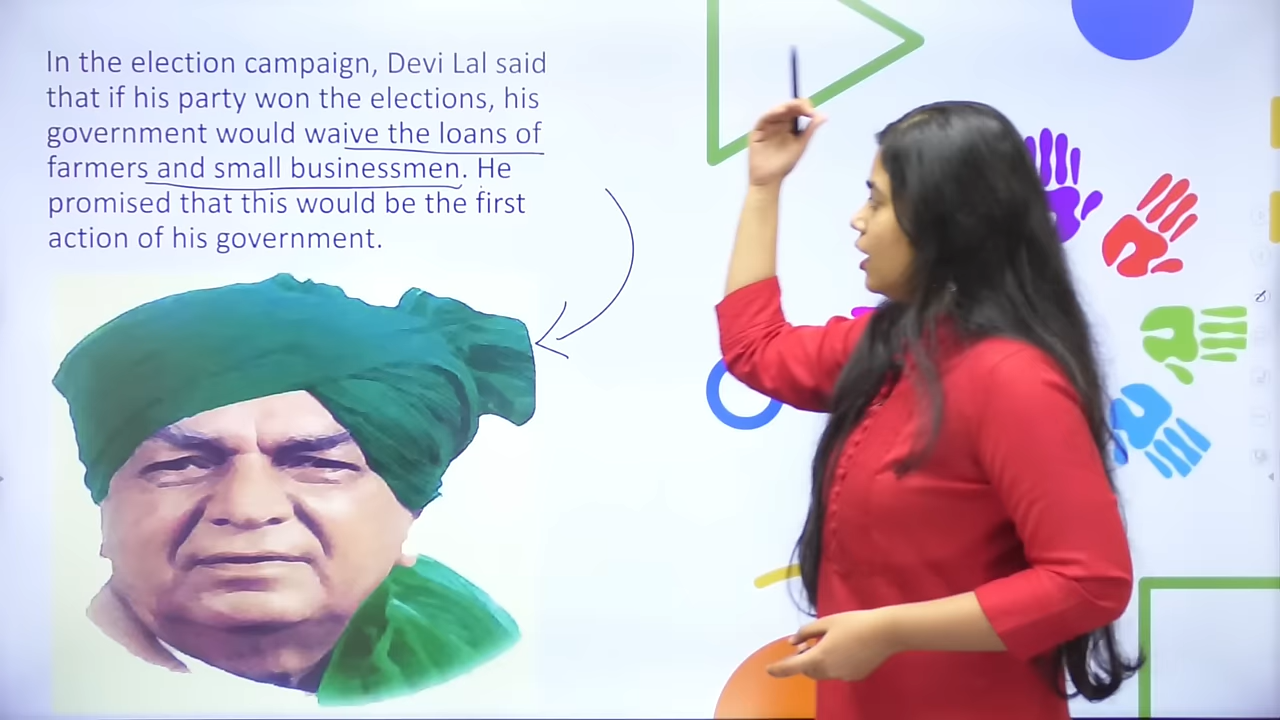 In the election campaign, Devi Lal said
that if his party won the elections, his
government would waive the loans of
farmers and small businessmen. He
promised that this would be the first
action of his government.